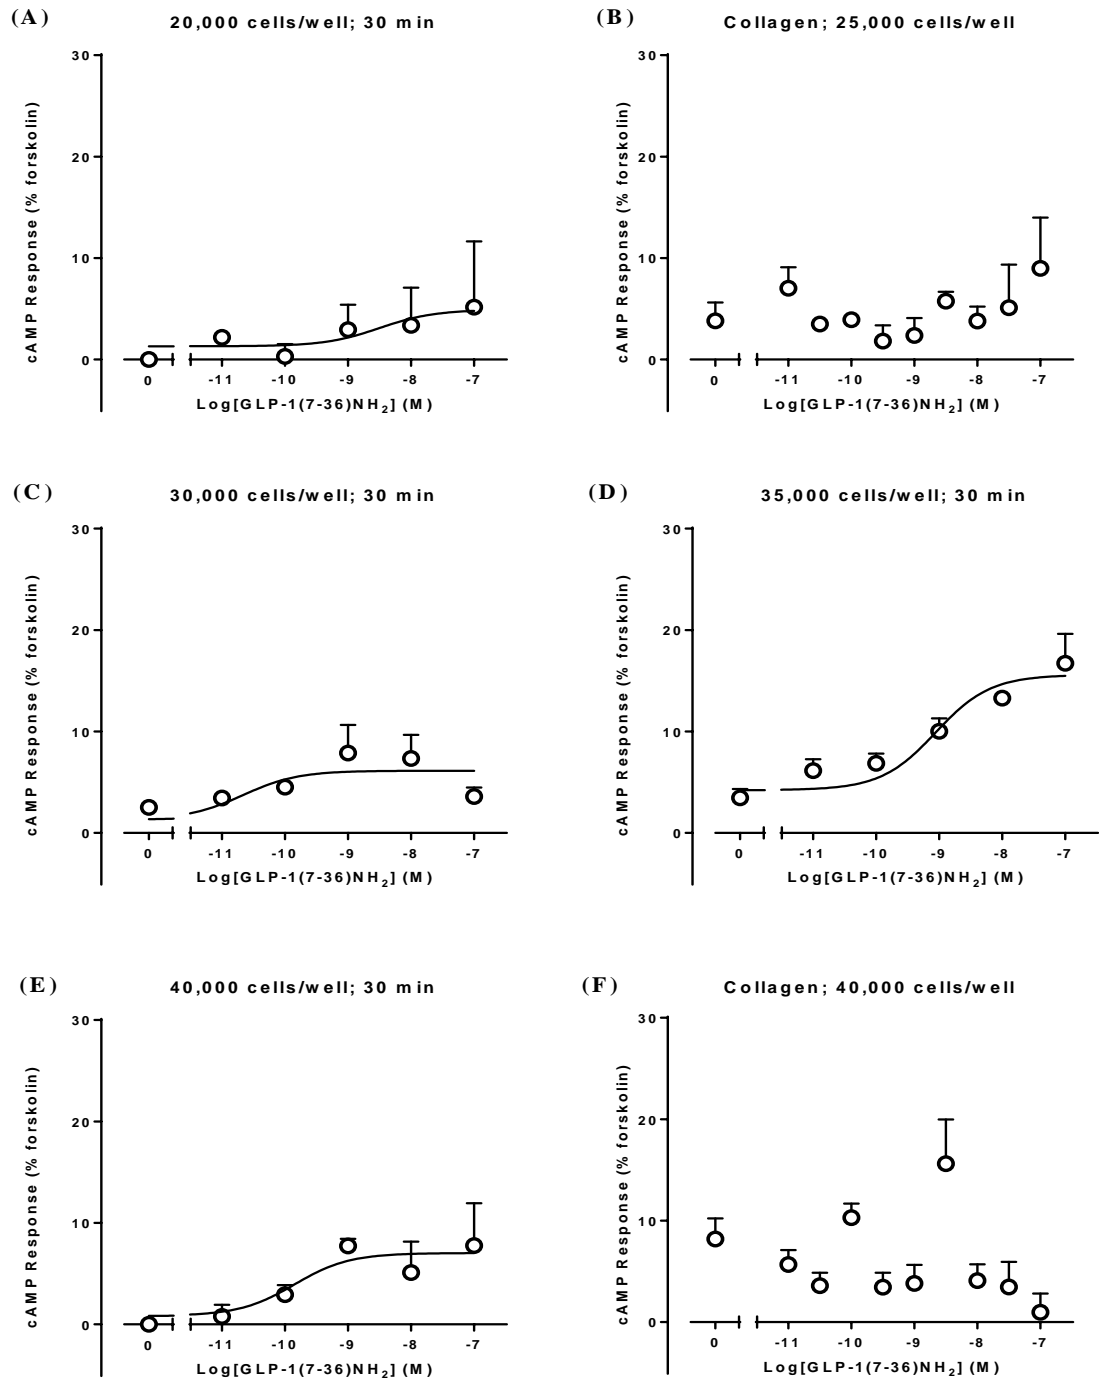 (A)
20,000 cells/well; 30 min
30
20
10
0
cAMP Response (% forskolin)
0 -11 -10 -9 -8 -7
Log[GLP-1(7-36)NH₂] (M)
(B)
Collagen; 25,000 cells/well
30
20
10
0
cAMP Response (% forskolin)
0 -11 -10 -9 -8 -7
Log[GLP-1(7-36)NH₂] (M)
(C)
30,000 cells/well; 30 min
30
20
10
0
cAMP Response (% forskolin)
0 -11 -10 -9 -8 -7
Log[GLP-1(7-36)NH₂] (M)
(D)
35,000 cells/well; 30 min
30
20
10
0
cAMP Response (% forskolin)
0 -11 -10 -9 -8 -7
Log[GLP-1(7-36)NH₂] (M)
(E)
40,000 cells/well; 30 min
30
20
10
0
cAMP Response (% forskolin)
0 -11 -10 -9 -8 -7
Log[GLP-1(7-36)NH₂] (M)
(F)
Collagen; 40,000 cells/well
30
20
10
0
cAMP Response (% forskolin)
0 -11 -10 -9 -8 -7
Log[GLP-1(7-36)NH₂] (M)